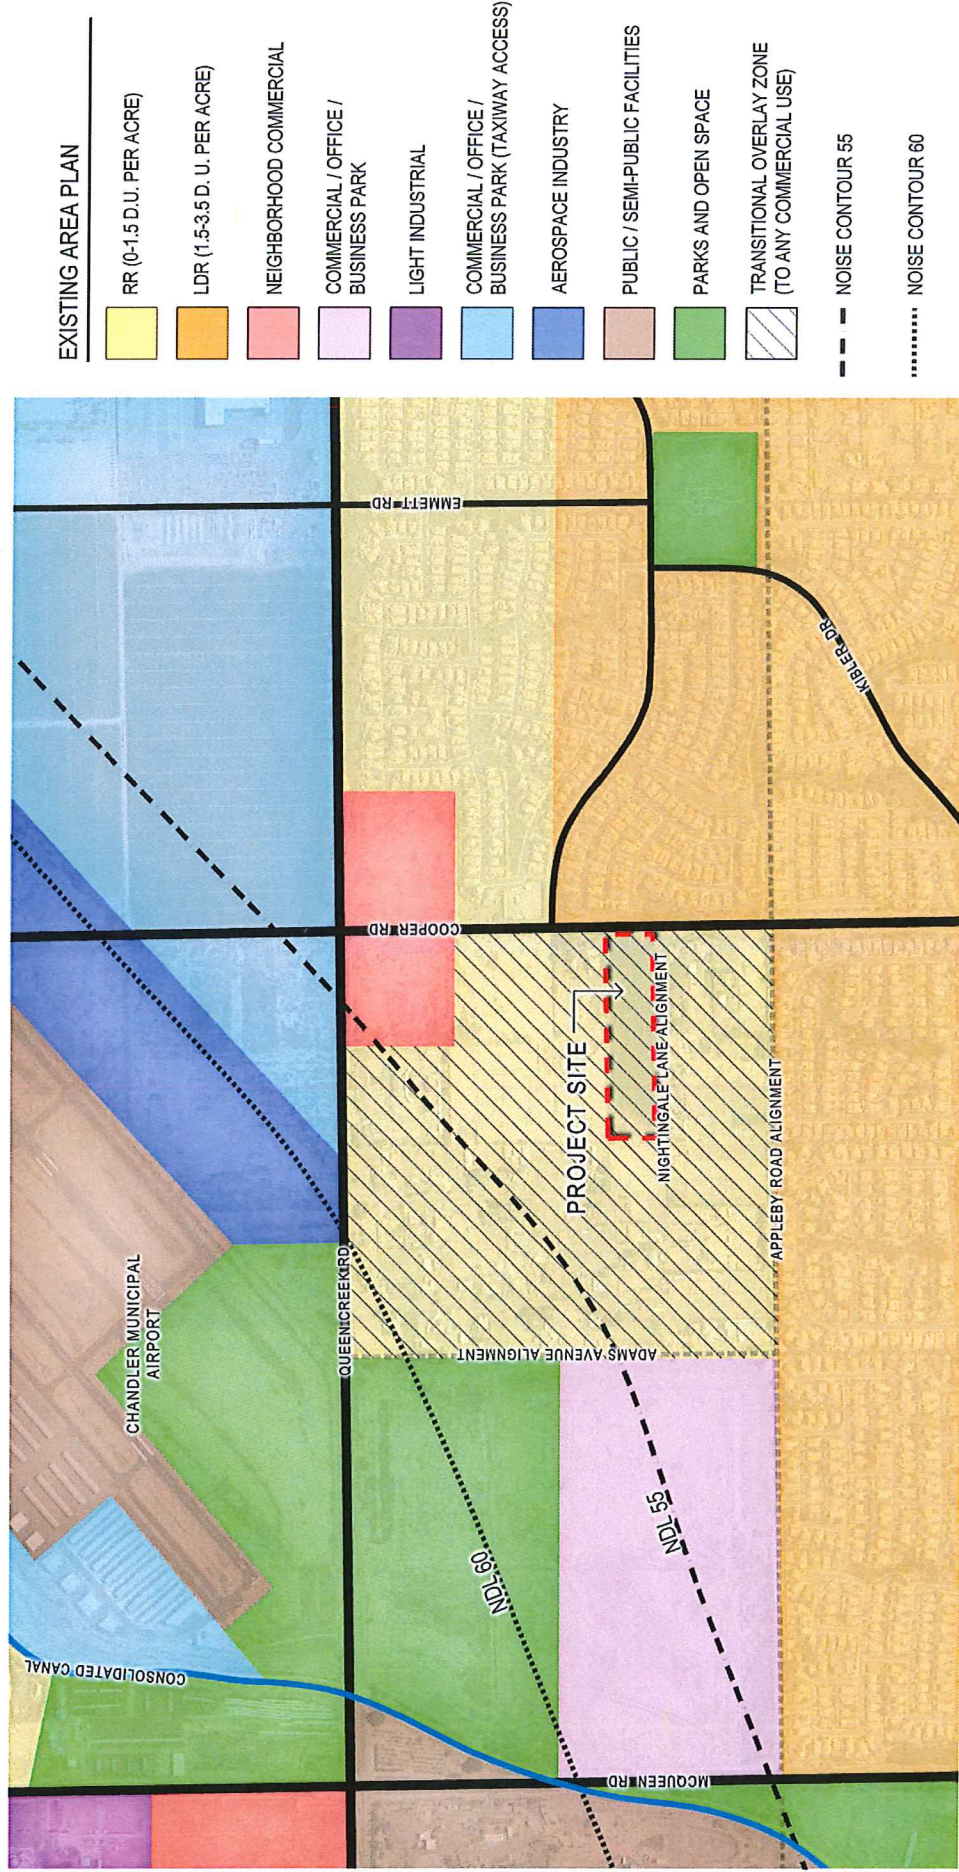 EXISTING AREA PLAN
RR (0-1.5 D.U. PER ACRE)
LDR (1.5-3.5 D. U. PER ACRE)
NEIGHBORHOOD COMMERCIAL
COMMERCIAL / OFFICE /
BUSINESS PARK
LIGHT INDUSTRIAL
COMMERCIAL / OFFICE /
BUSINESS PARK (TAXIWAY ACCESS)
AEROSPACE INDUSTRY
PUBLIC / SEMI-PUBLIC FACILITIES
PARKS AND OPEN SPACE
TRANSITIONAL OVERLAY ZONE
(TO ANY COMMERCIAL USE)
NOISE CONTOUR 55
NOISE CONTOUR 60
CHANDLER MUNICIPAL
AIRPORT
CONSOLIDATED CANAL
QUEEN CREEK RD
EMMETT RD
COOPER RD
KIBLER DR
PROJECT SITE
NIGHTINGALE LANE ALIGNMENT
APPLEBY ROAD ALIGNMENT
ADAMS AVENUE ALIGNMENT
NDL 60
NDL 55
MCQUEEN RD